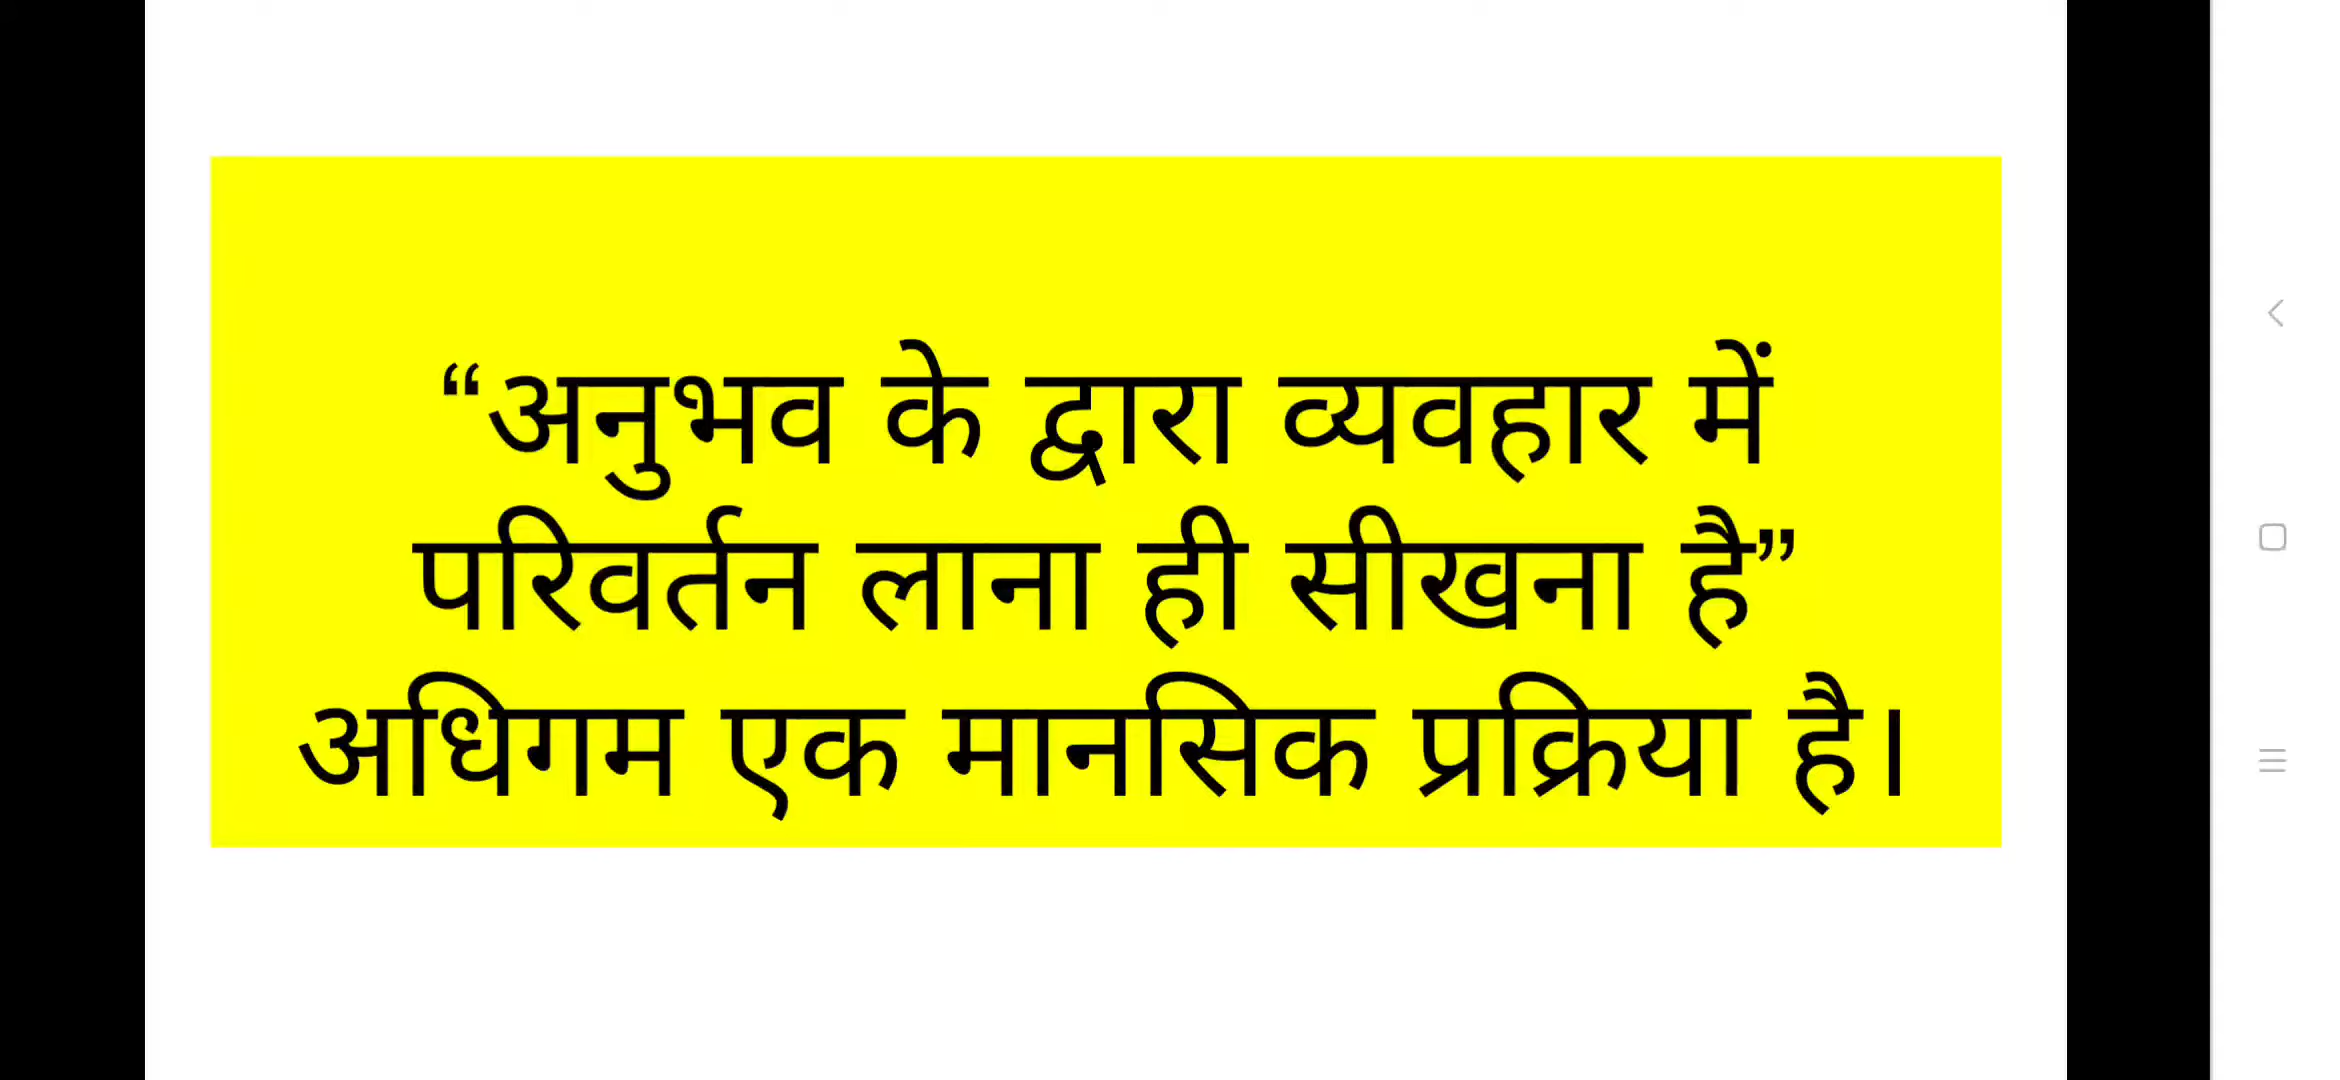 “अनुभव के द्वारा व्यवहार में
परिवर्तन लाना ही सीखना है”
अधिगम एक मानसिक प्रक्रिया है।